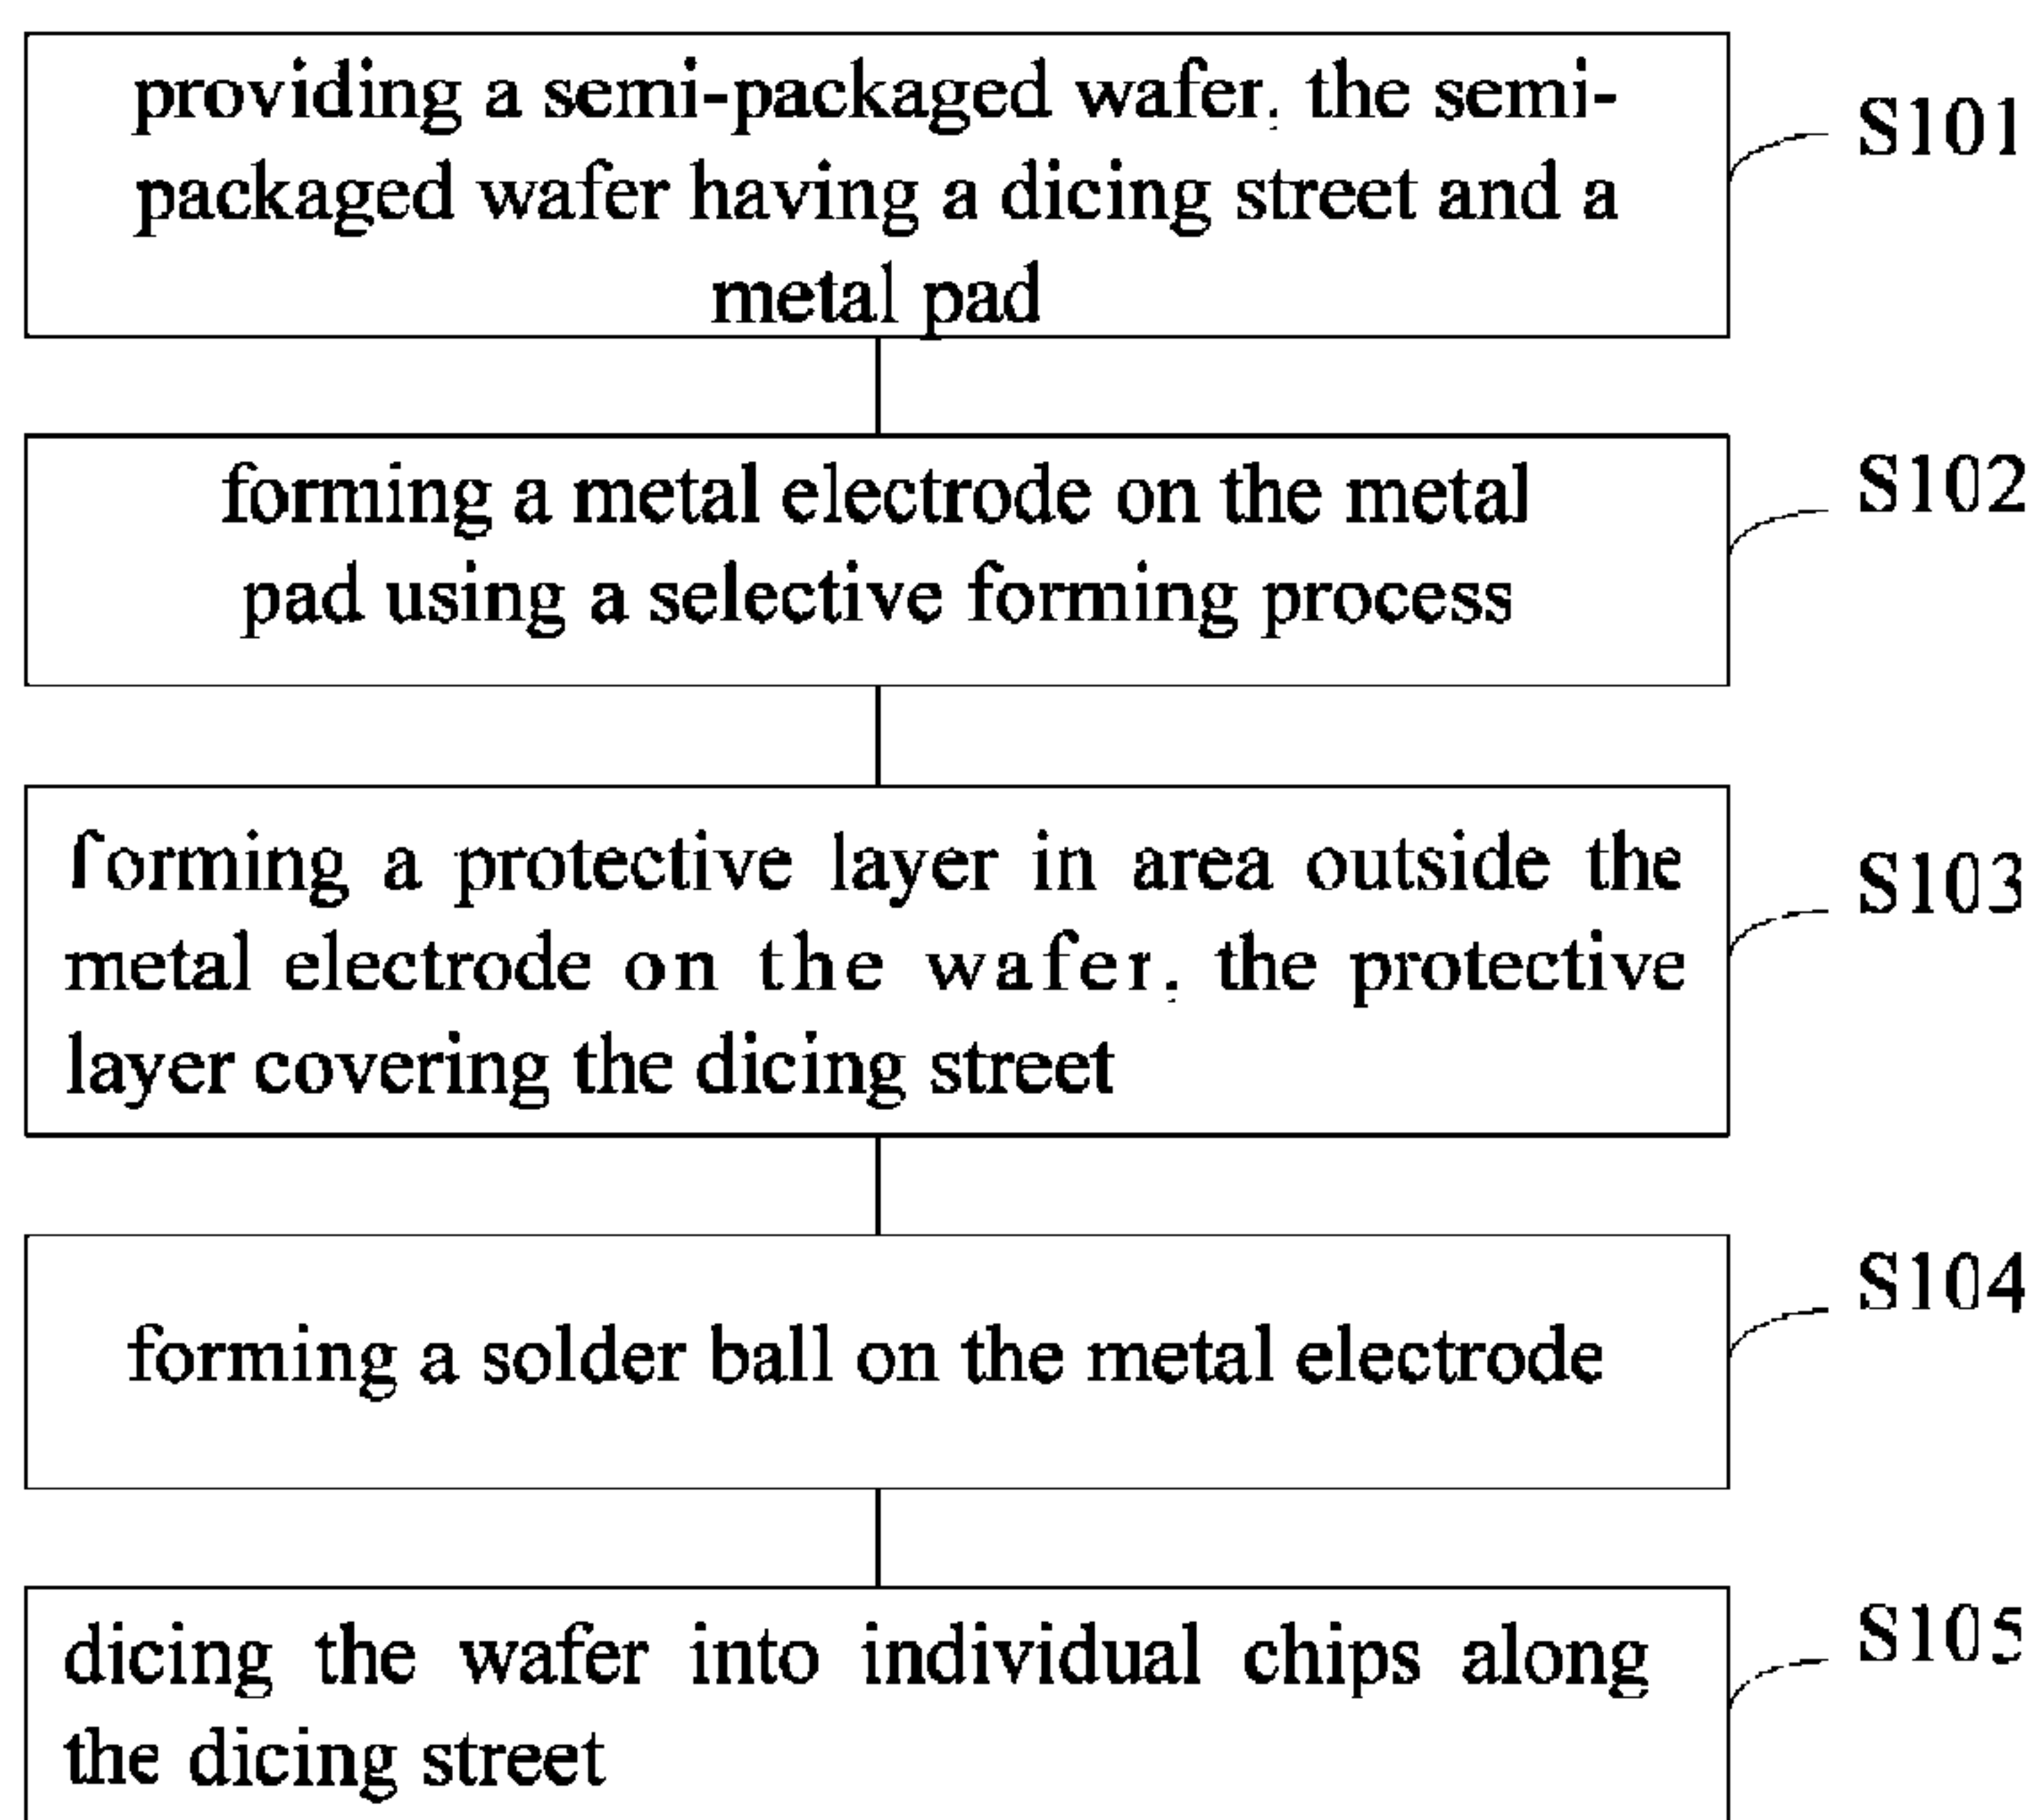 providing a semi-packaged wafer, the semi-
packaged wafer having a dicing street and a
metal pad
S101
forming a metal electrode on the metal
pad using a selective forming process
S102
forming a protective layer in area outside the
metal electrode on the wafer, the protective
layer covering the dicing street
S103
forming a solder ball on the metal electrode
S104
dicing the wafer into individual chips along
the dicing street
S105